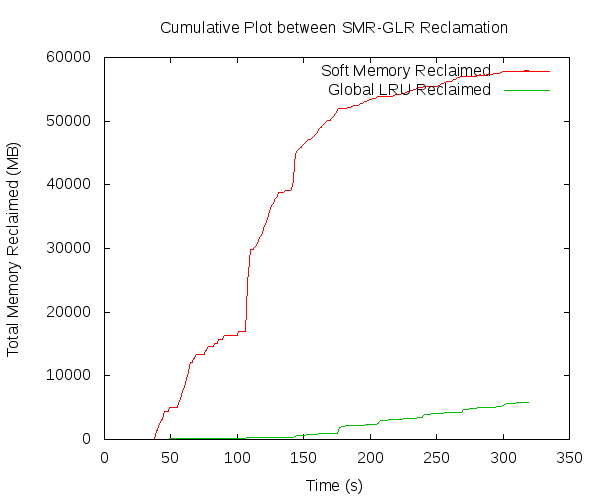 Cumulative Plot between SMR-GLR Reclamation
60000
50000
40000
30000
20000
10000
0
Total Memory Reclaimed (MB)
Soft Memory Reclaimed
Global LRU Reclaimed
0 50 100 150 200 250 300 350
Time (s)